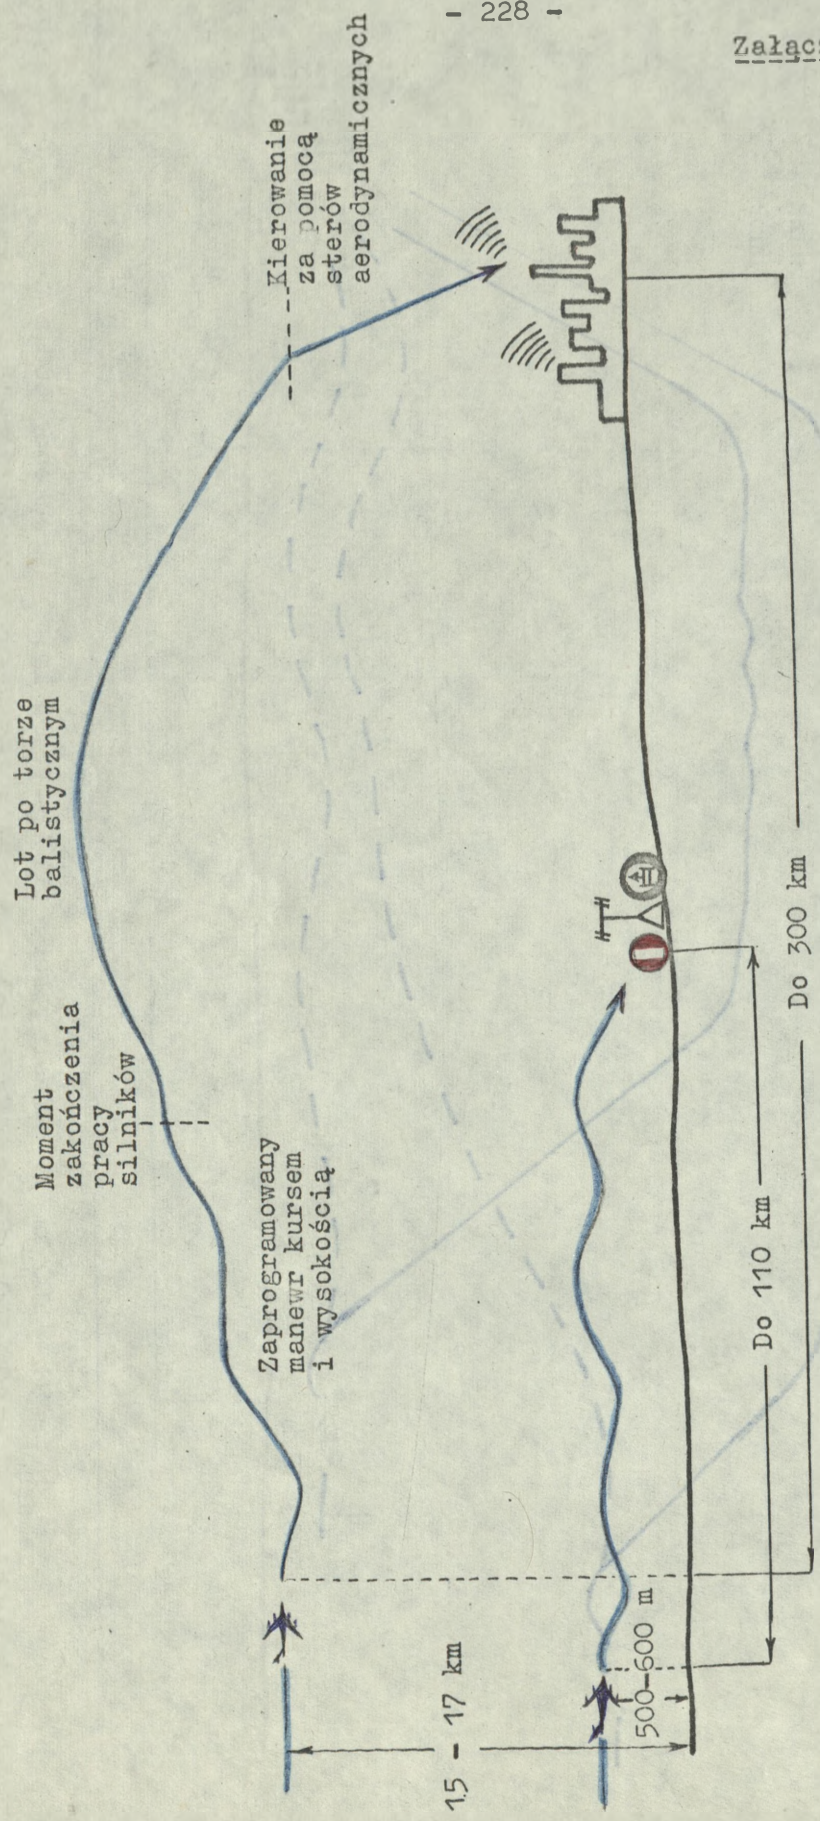 - 228 -
Załącz
Kierowanie
za pomocą
sterów
aerodynamicznych
Lot po torze
balistycznym
Moment
zakończenia
pracy
silników
Zaprogramowany
manewr kursem
i wysokością
Do 300 km
Do 110 km
500-600 m
15 - 17 km